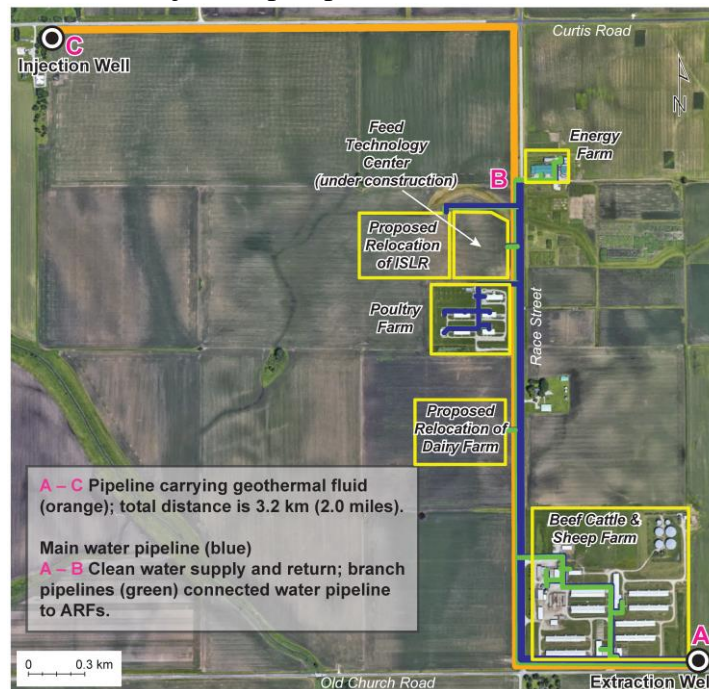 Curtis Road
C
Injection Well
N
Feed
Technology
Center
(under construction)
Energy
Farm
B
Proposed
Relocation
of ISLR
Poultry
Farm
Race Street
Proposed
Relocation of
Dairy Farm
A – C Pipeline carrying geothermal fluid
(orange); total distance is 3.2 km (2.0 miles).
Main water pipeline (blue)
A – B Clean water supply and return; branch
pipelines (green) connected water pipeline
to ARFs.
Beef Cattle &
Sheep Farm
A
0 0.3 km
Old Church Road
Extraction Well